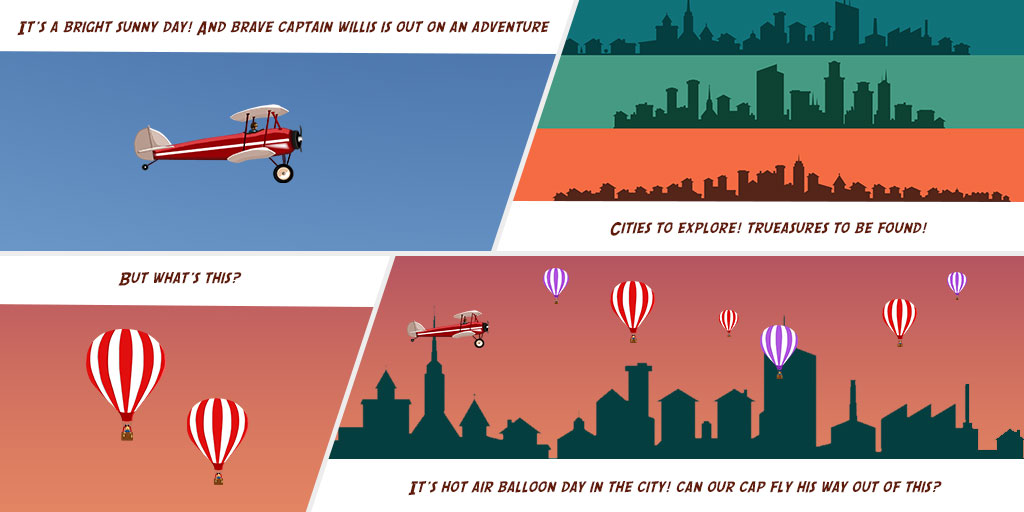 It's a bright sunny day! And brave captain willis is out on an adventure
Cities to explore! trueasures to be found!
But what's this?
It's hot air balloon day in the city! can our cap fly his way out of this?